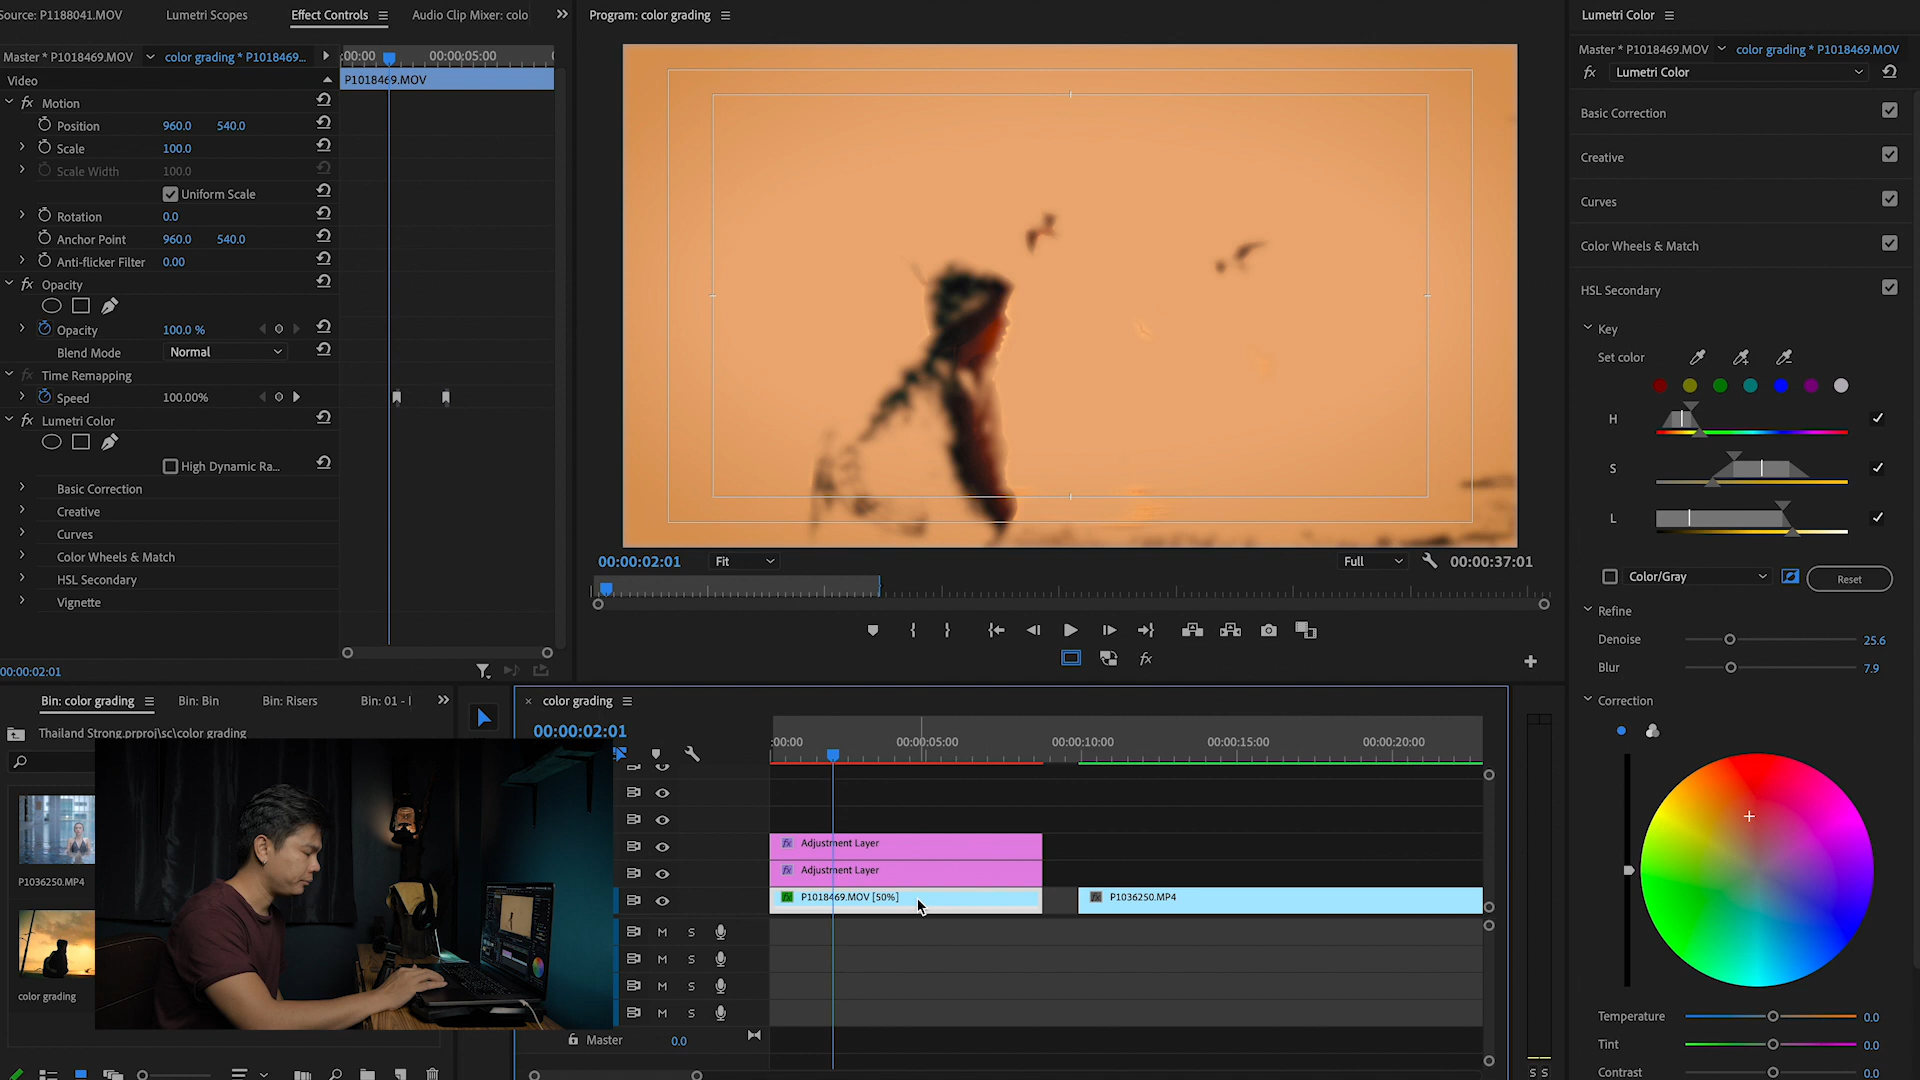 Source: P1188041.MOV
Lumetri Scopes
Effect Controls
Audio Clip Mixer: colo
Master * P1018469.MOV
color grading * P1018469...
:00:00
00:00:05:00
Video
P1018469.MOV
fx Motion
Position 960.0 540.0
Scale 100.0
Scale Width 100.0
Uniform Scale
Rotation 0.0
Anchor Point 960.0 540.0
Anti-flicker Filter 0.00
fx Opacity
Opacity 100.0 %
Blend Mode Normal
fx Time Remapping
Speed 100.00%
fx Lumetri Color
High Dynamic Ra...
Basic Correction
Creative
Curves
Color Wheels & Match
HSL Secondary
Vignette
00:00:02:01
Program: color grading
00:00:02:01
Fit
Full
00:00:37:01
fx
Lumetri Color
Master * P1018469.MOV
color grading * P1018469.MOV
fx Lumetri Color
Basic Correction
Creative
Curves
Color Wheels & Match
HSL Secondary
Key
Set color
H
S
L
Color/Gray
Reset
Refine
Denoise 25.6
Blur 7.9
Correction
Temperature 0.0
Tint 0.0
Contrast 0.0
Bin: color grading
Bin: Bin
Bin: Risers
Bin: 01 - I
Thailand Strong.prproj\sc\color grading
P1036250.MP4
color grading
color grading
00:00:02:01
:00:00
00:00:05:00
00:00:10:00
00:00:15:00
00:00:20:00
fx Adjustment Layer
fx Adjustment Layer
fx P1018469.MOV [50%]
fx P1036250.MP4
M S
M S
M S
M S
Master 0.0
S S